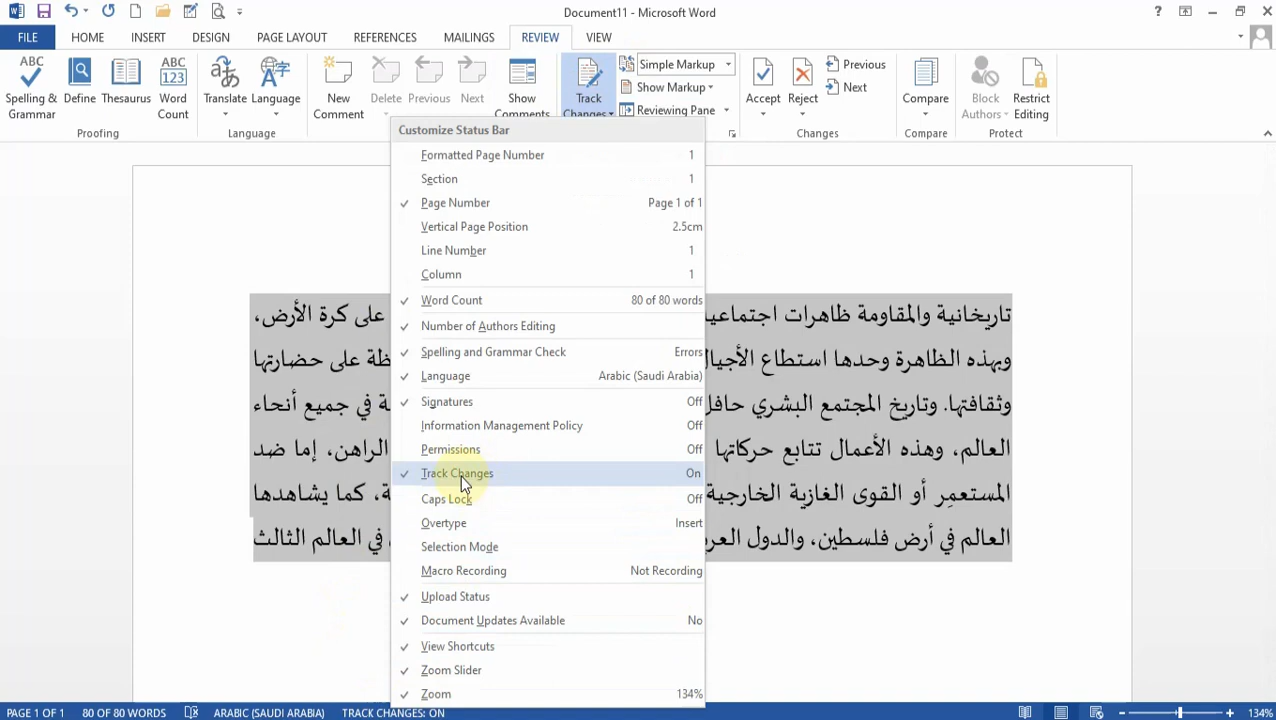 Document11 - Microsoft Word
FILE HOME INSERT DESIGN PAGE LAYOUT REFERENCES MAILINGS REVIEW VIEW
ABC
Spelling &
Grammar
Define
Thesaurus
ABC
123
Word
Count
Proofing
Translate
Language
Language
New
Comment
Delete
Previous
Next
Show
Comments
Track
Changes
Simple Markup
Show Markup
Reviewing Pane
Accept
Reject
Previous
Next
Changes
Compare
Compare
Block
Authors
Restrict
Editing
Protect
Customize Status Bar
Formatted Page Number 1
Section 1
Page Number Page 1 of 1
Vertical Page Position 2.5cm
Line Number 1
Column 1
Word Count 80 of 80 words
Number of Authors Editing
Spelling and Grammar Check Errors
Language Arabic (Saudi Arabia)
Signatures Off
Information Management Policy Off
Permissions Off
Track Changes On
Caps Lock Off
Overtype Insert
Selection Mode
Macro Recording Not Recording
Upload Status
Document Updates Available No
View Shortcuts
Zoom Slider
Zoom 134%
تاريخانية والمقاومة ظاهرات اجتماعية على كرة الأرض،
وبهذه الظاهرة وحدها استطاع الأجيال على حضارتها
وثقافتها. وتاريخ المجتمع البشري في جميع أنحاء
العالم، وهذه الأعمال تتابع حركاتها الراهن، إما ضد
المستعمِر أو القوى الغازية الخارجية كما يشاهدها
العالم في أرض فلسطين، والدول في العالم الثالث
PAGE 1 OF 1 80 OF 80 WORDS ARABIC (SAUDI ARABIA) TRACK CHANGES: ON 134%